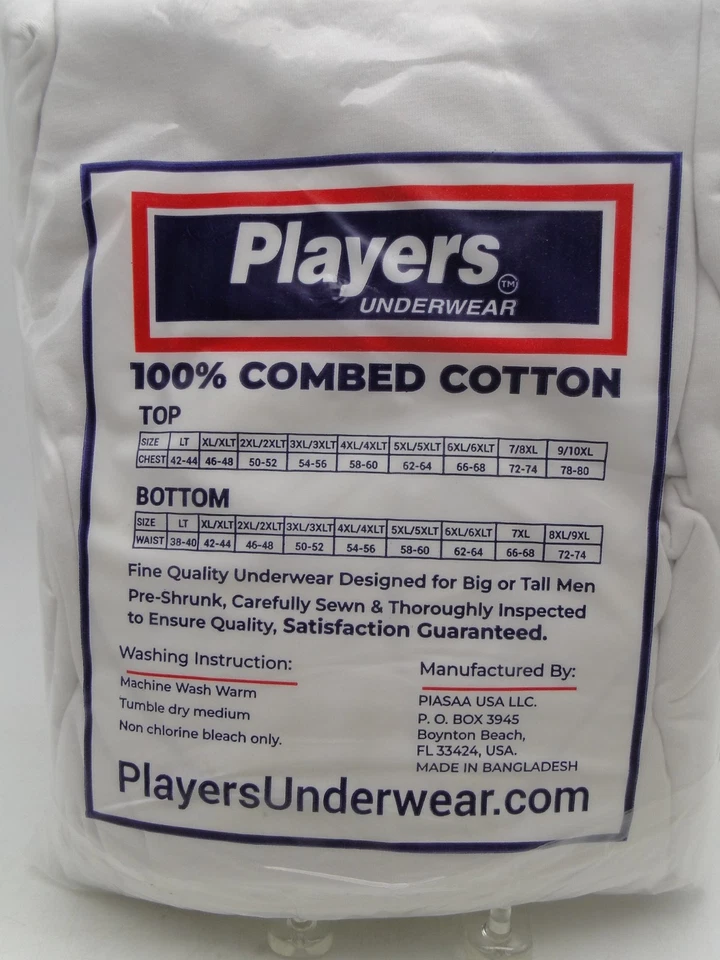 Players
TM
UNDERWEAR
100% COMBED COTTON
TOP
SIZE LT XL/XLT 2XL/2XLT 3XL/3XLT 4XL/4XLT 5XL/5XLT 6XL/6XLT 7/8XL 9/10XL
CHEST 42-44 46-48 50-52 54-56 58-60 62-64 66-68 72-74 78-80
BOTTOM
SIZE LT XL/XLT 2XL/2XLT 3XL/3XLT 4XL/4XLT 5XL/5XLT 6XL/6XLT 7XL 8XL/9XL
WAIST 38-40 42-44 46-48 50-52 54-56 58-60 62-64 66-68 72-74
Fine Quality Underwear Designed for Big or Tall Men
Pre-Shrunk, Carefully Sewn & Thoroughly Inspected
to Ensure Quality, Satisfaction Guaranteed.
Washing Instruction:
Machine Wash Warm
Tumble dry medium
Non chlorine bleach only.
Manufactured By:
PIASAA USA LLC.
P. O. BOX 3945
Boynton Beach,
FL 33424, USA.
MADE IN BANGLADESH
PlayersUnderwear.com